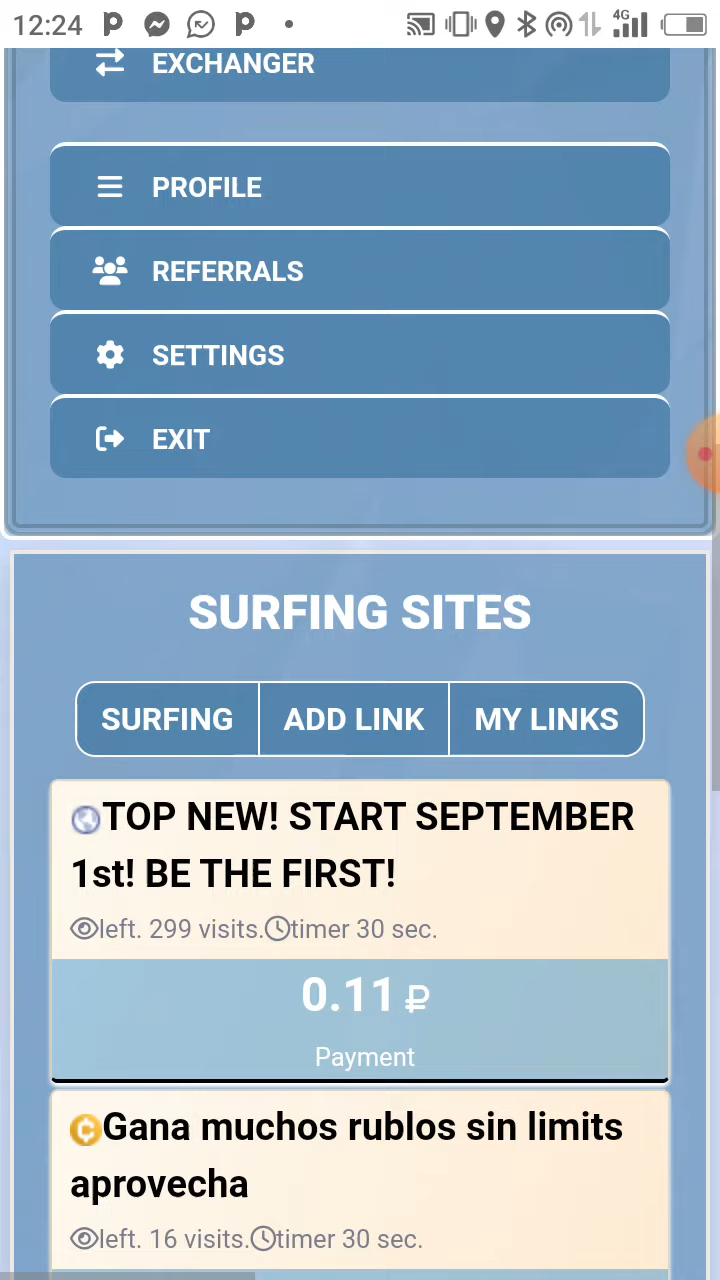 12:24
4G
EXCHANGER
PROFILE
REFERRALS
SETTINGS
EXIT
SURFING SITES
SURFING ADD LINK MY LINKS
TOP NEW! START SEPTEMBER
1st! BE THE FIRST!
left. 299 visits. timer 30 sec.
0.11 ₽
Payment
Gana muchos rublos sin limits
aprovecha
left. 16 visits. timer 30 sec.